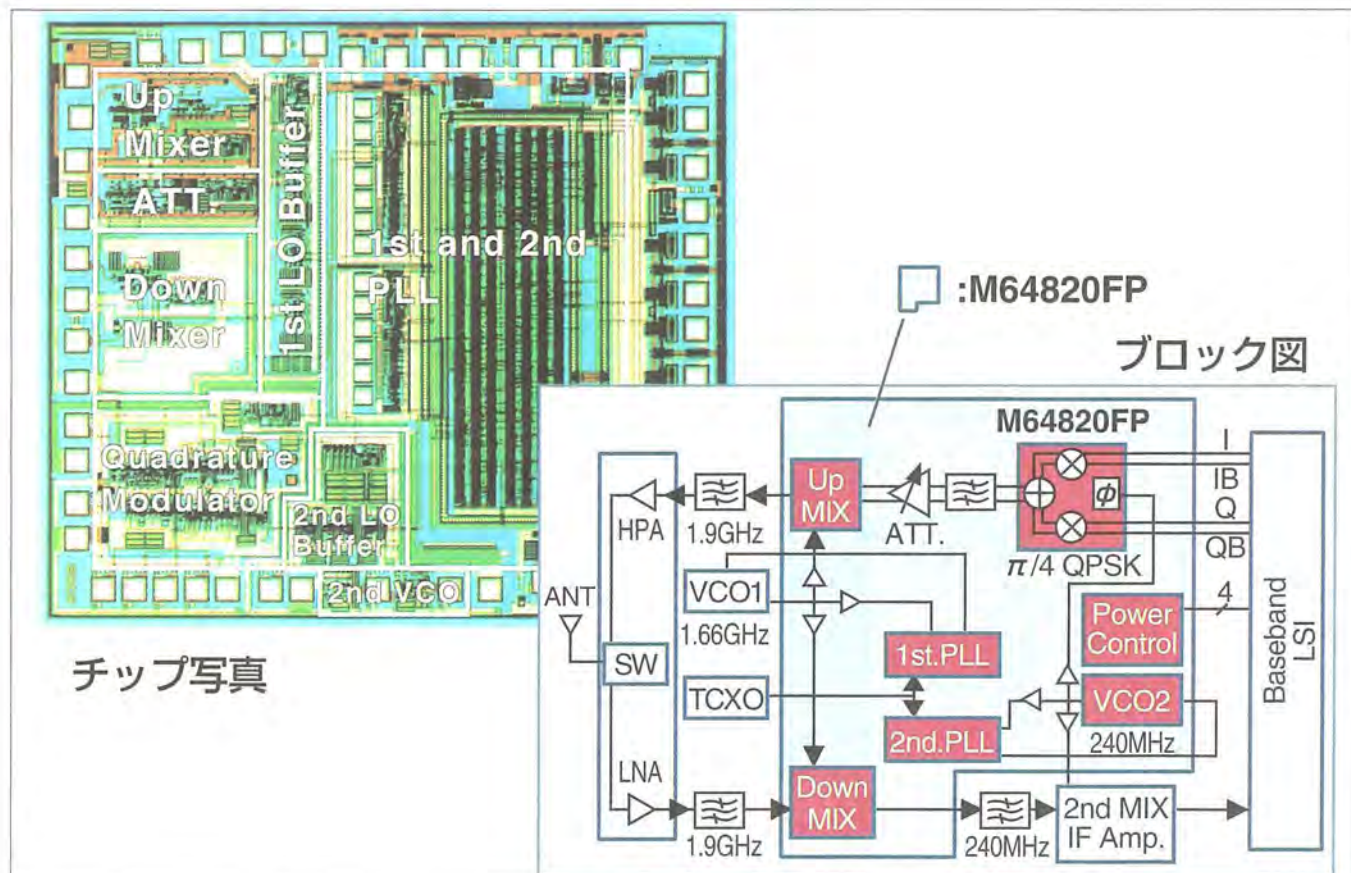 Up
Mixer
ATT.
Down
Mixer
1st LO Buffer
1st and 2nd
PLL
Quadrature
Modulator
2nd LO
Buffer
2nd VCO
チップ写真
:M64820FP
ブロック図
M64820FP
I
IB
Q
QB
4
Up
MIX
ATT.
ϕ
π/4 QPSK
HPA
1.9GHz
ANT
VCO1
1.66GHz
SW
TCXO
1st.PLL
2nd.PLL
Power
Control
VCO2
240MHz
Baseband
LSI
LNA
1.9GHz
Down
MIX
240MHz
2nd MIX
IF Amp.